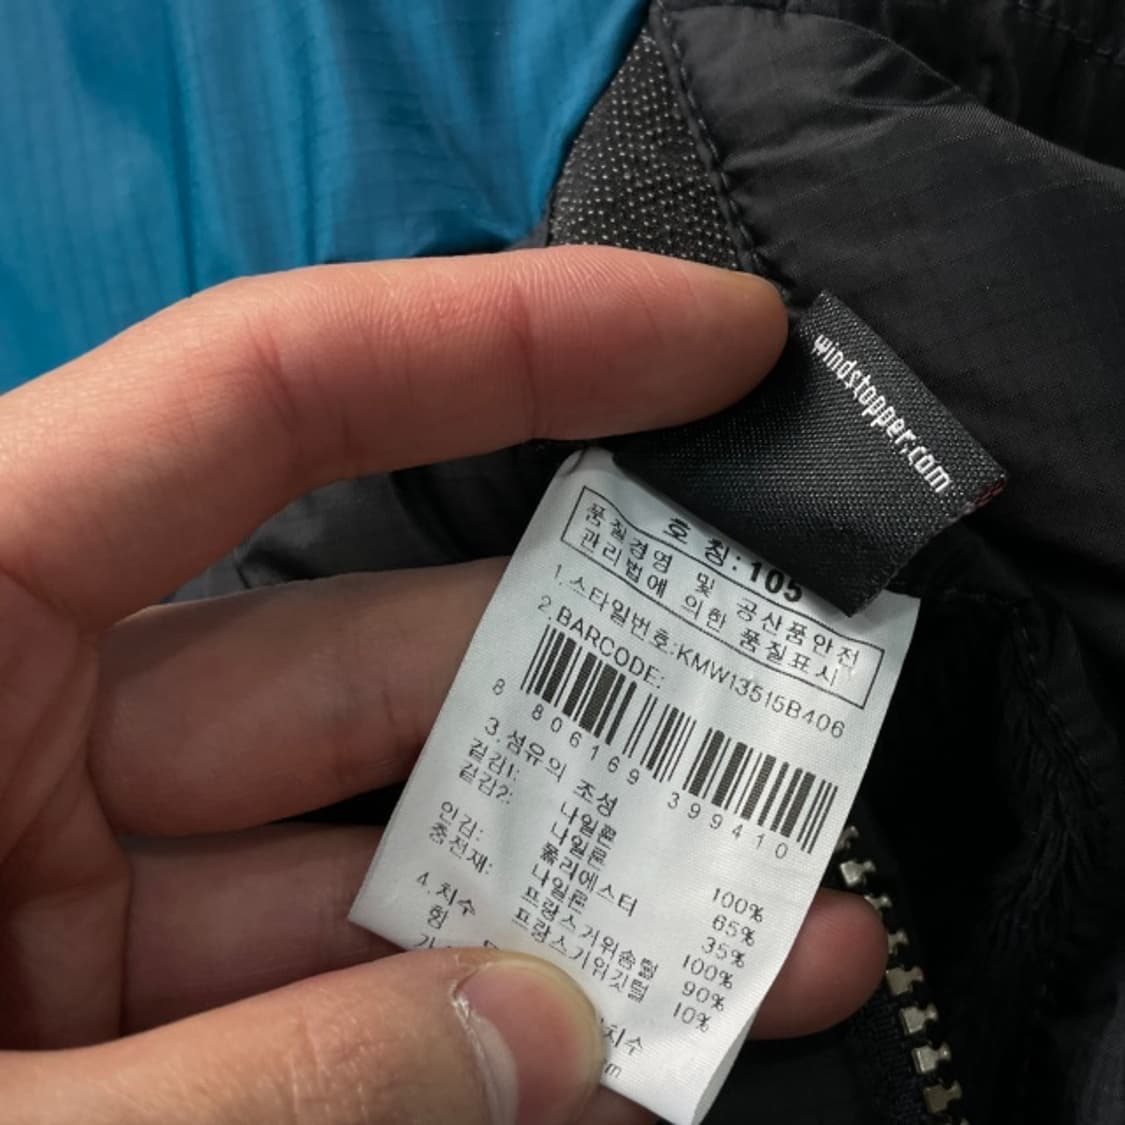 windstopper.com
호 칭:105
품질경영 및 공산품안전
관리법에 의한 품질표시
1.스타일번호:KMW13515B406
2.BARCODE:
8 806169 399410
3.섬유의 조성
겉감1: 나일론 100%
겉감2: 나일론 65%
폴리에스터 35%
안감: 나일론 100%
충전재: 프랑스거위솜털 90%
프랑스거위깃털 10%
4.치수
치수